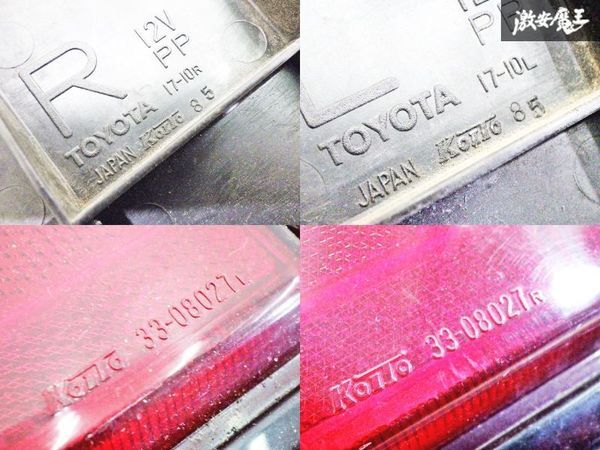 激安魔王
R
12V
PP
TOYOTA 17-10R
JAPAN KOITO 85
L
PP
TOYOTA 17-10L
JAPAN KOITO 85
KOITO 33-08027L
KOITO 33-08027R